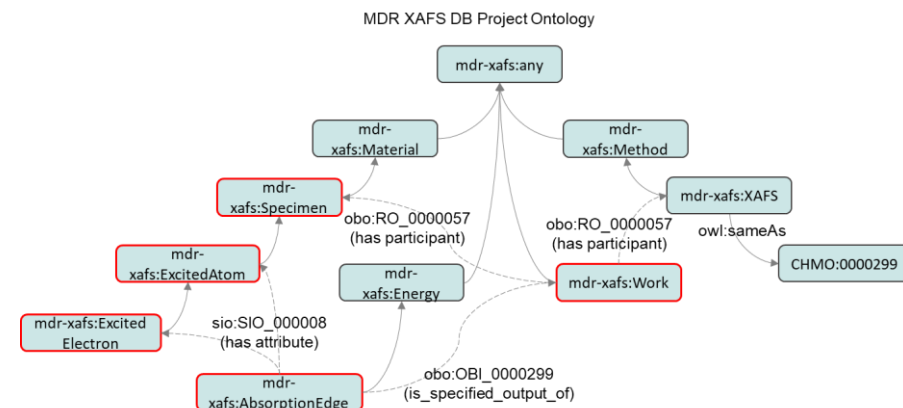 MDR XAFS DB Project Ontology
mdr-xafs:any
mdr-
xafs:Material
mdr-
xafs:Method
mdr-
xafs:Specimen
mdr-xafs:XAFS
obo:RO_0000057
(has participant)
obo:RO_0000057
(has participant)
owl:sameAs
mdr-
xafs:ExcitedAtom
mdr-
xafs:Energy
mdr-xafs:Work
CHMO:0000299
mdr-xafs:Excited
Electron
sio:SIO_000008
(has attribute)
obo:OBI_0000299
(is_specified_output_of)
mdr-
xafs:AbsorptionEdge